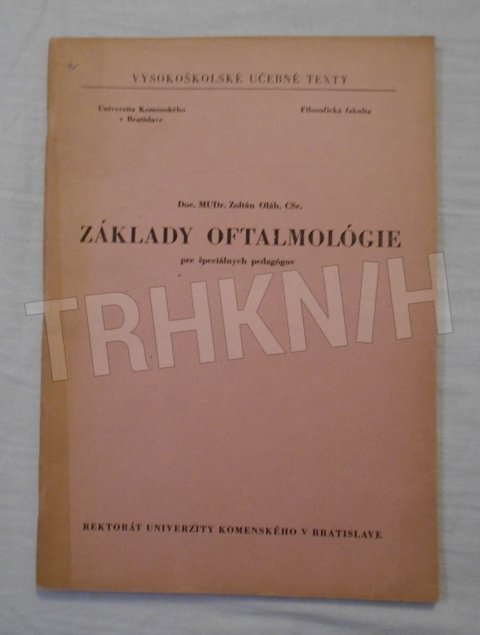 VYSOKOŠKOLSKÉ UČEBNÉ TEXTY
Univerzita Komenského
v Bratislave
Filozofická fakulta
Doc. MUDr. Zoltán Oláh, CSc.
ZÁKLADY OFTALMOLÓGIE
pre špeciálnych pedagógov
TRHKNIH
REKTORÁT UNIVERZITY KOMENSKÉHO V BRATISLAVE